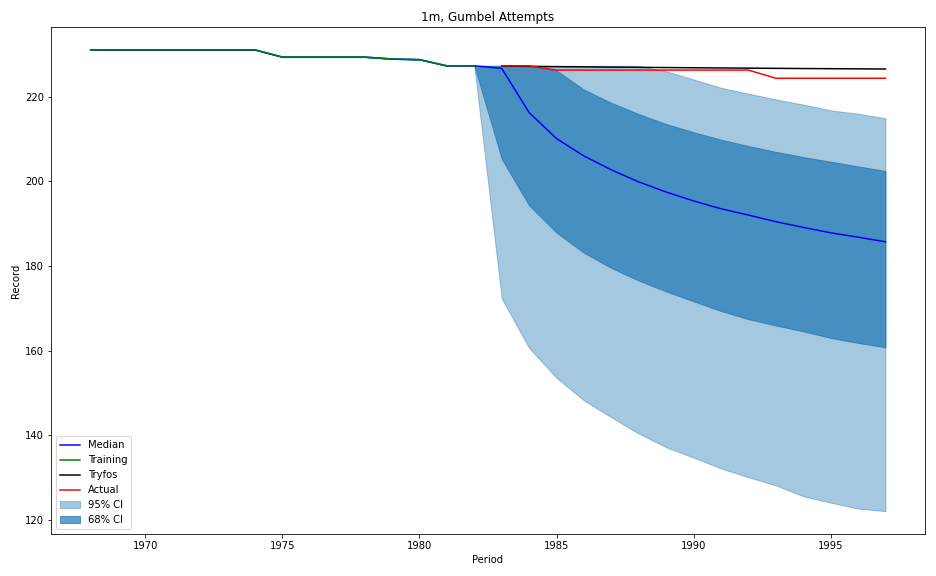 1m, Gumbel Attempts
Record
220
200
180
160
140
120
Median
Training
Tryfos
Actual
95% CI
68% CI
1970 1975 1980 1985 1990 1995
Period